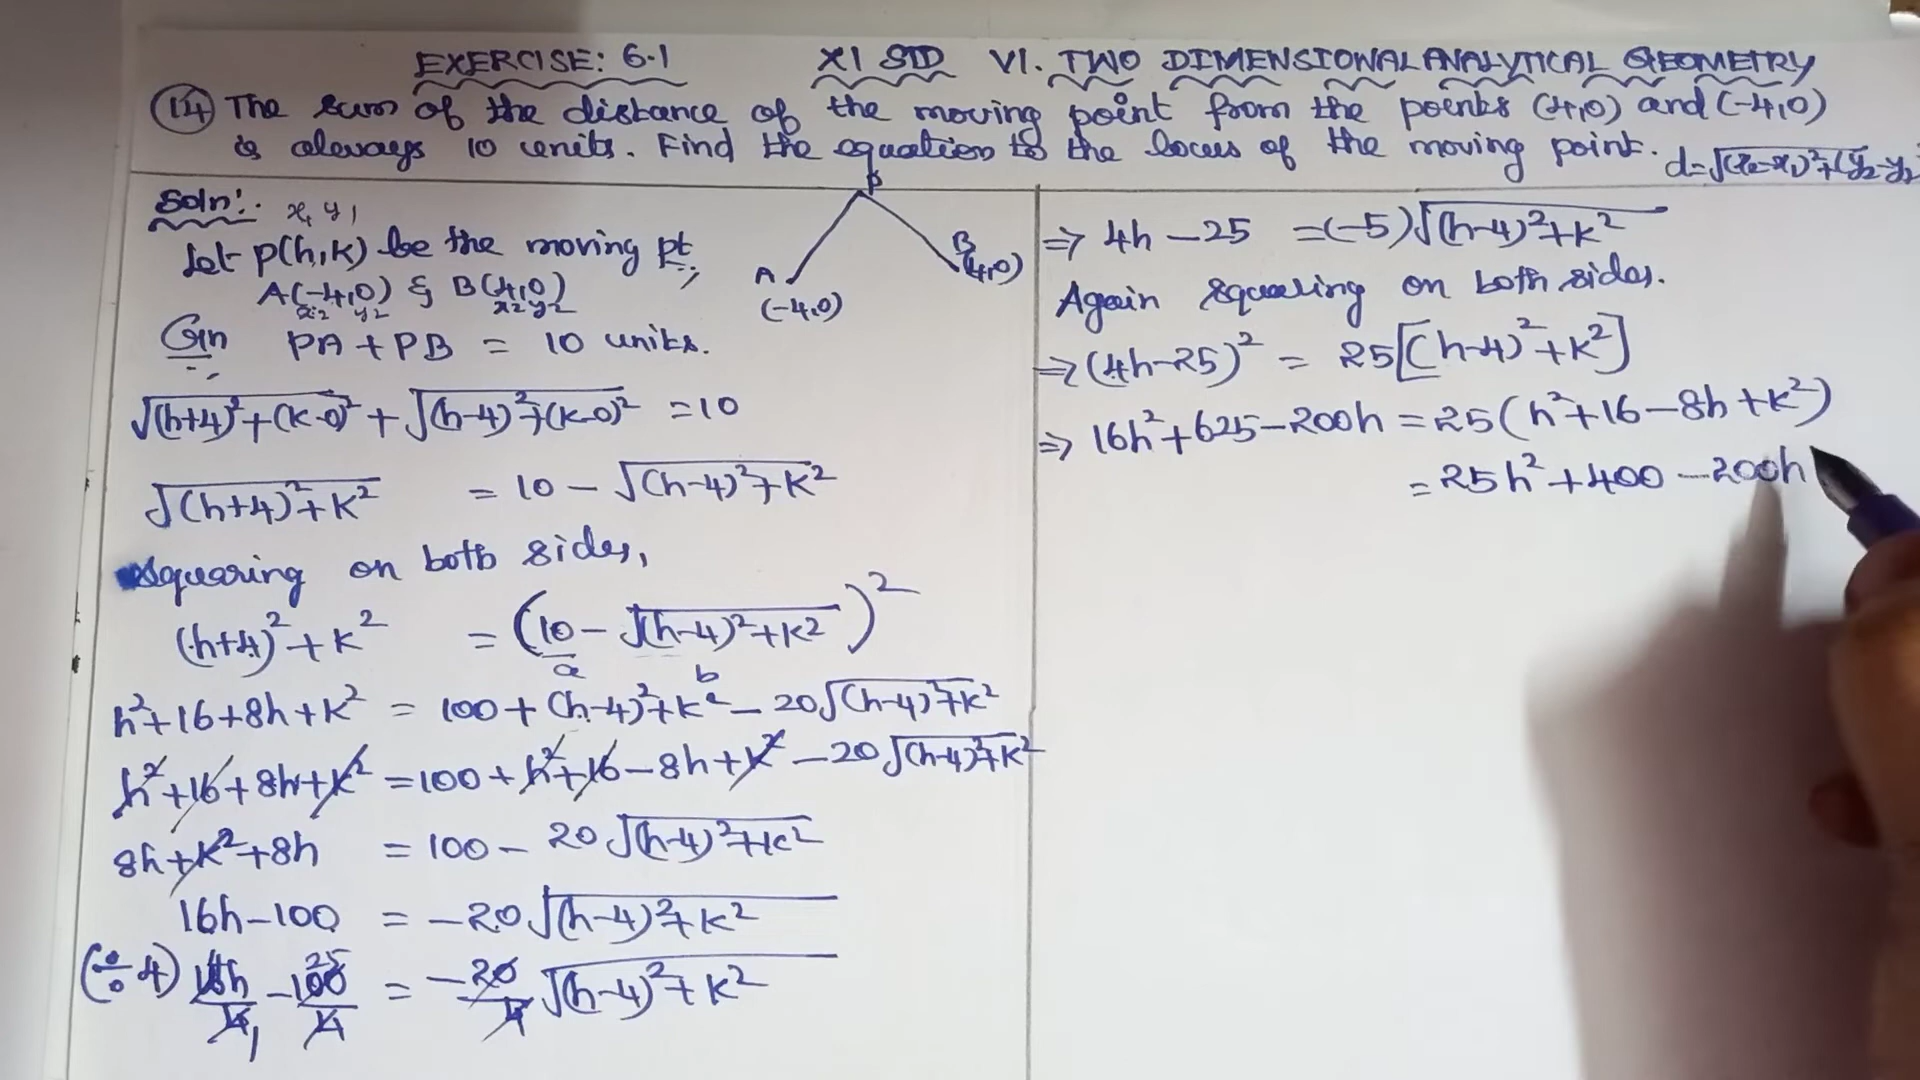 EXERCISE: 6.1 XI STD VI. TWO DIMENSIONAL ANALYTICAL GEOMETRY
14 The sum of the distance of the moving point from the points (4,0) and (-4,0)
is always 10 units. Find the equation to the locus of the moving point. d=√(x₂-x₁)²+(y₂-y₁
Soln:. x₁ y₁
Let P(h,k) be the moving pt.,
A(-4,0) & B(4,0)
x₂ y₂ x₂ y₂
Gn PA + PB = 10 units.
√(h+4)²+(k-0)² + √(h-4)²+(k-0)² = 10
√(h+4)²+k² = 10 - √(h-4)²+k²
Squaring on both sides,
(h+4)²+k² = (10 - √(h-4)²+k²)²
a b
h²+16+8h+k² = 100+(h-4)²+k² - 20√(h-4)²+k²
h²+16+8h+k² = 100+h²+16-8h+k² - 20√(h-4)²+k²
8h+k²+8h = 100 - 20√(h-4)²+k²
16h-100 = -20√(h-4)²+k²
(÷4) 16h/4 - 100/4 = -20/4 √(h-4)²+k²
4 25
1
P
A
(-4,0)
B
(4,0)
⇒ 4h-25 = (-5)√(h-4)²+k²
Again squaring on both sides.
⇒ (4h-25)² = 25[(h-4)²+k²]
⇒ 16h²+625-200h = 25(h²+16-8h+k²)
= 25h²+400-200h